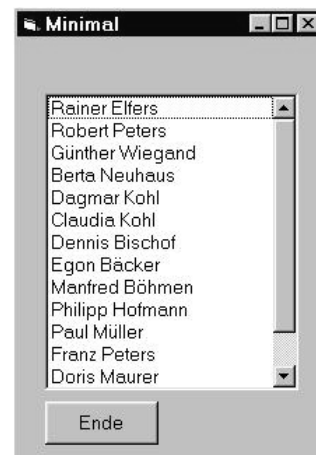 Minimal
Rainer Elfers
Robert Peters
Günther Wiegand
Berta Neuhaus
Dagmar Kohl
Claudia Kohl
Dennis Bischof
Egon Bäcker
Manfred Böhmen
Philipp Hofmann
Paul Müller
Franz Peters
Doris Maurer
Ende